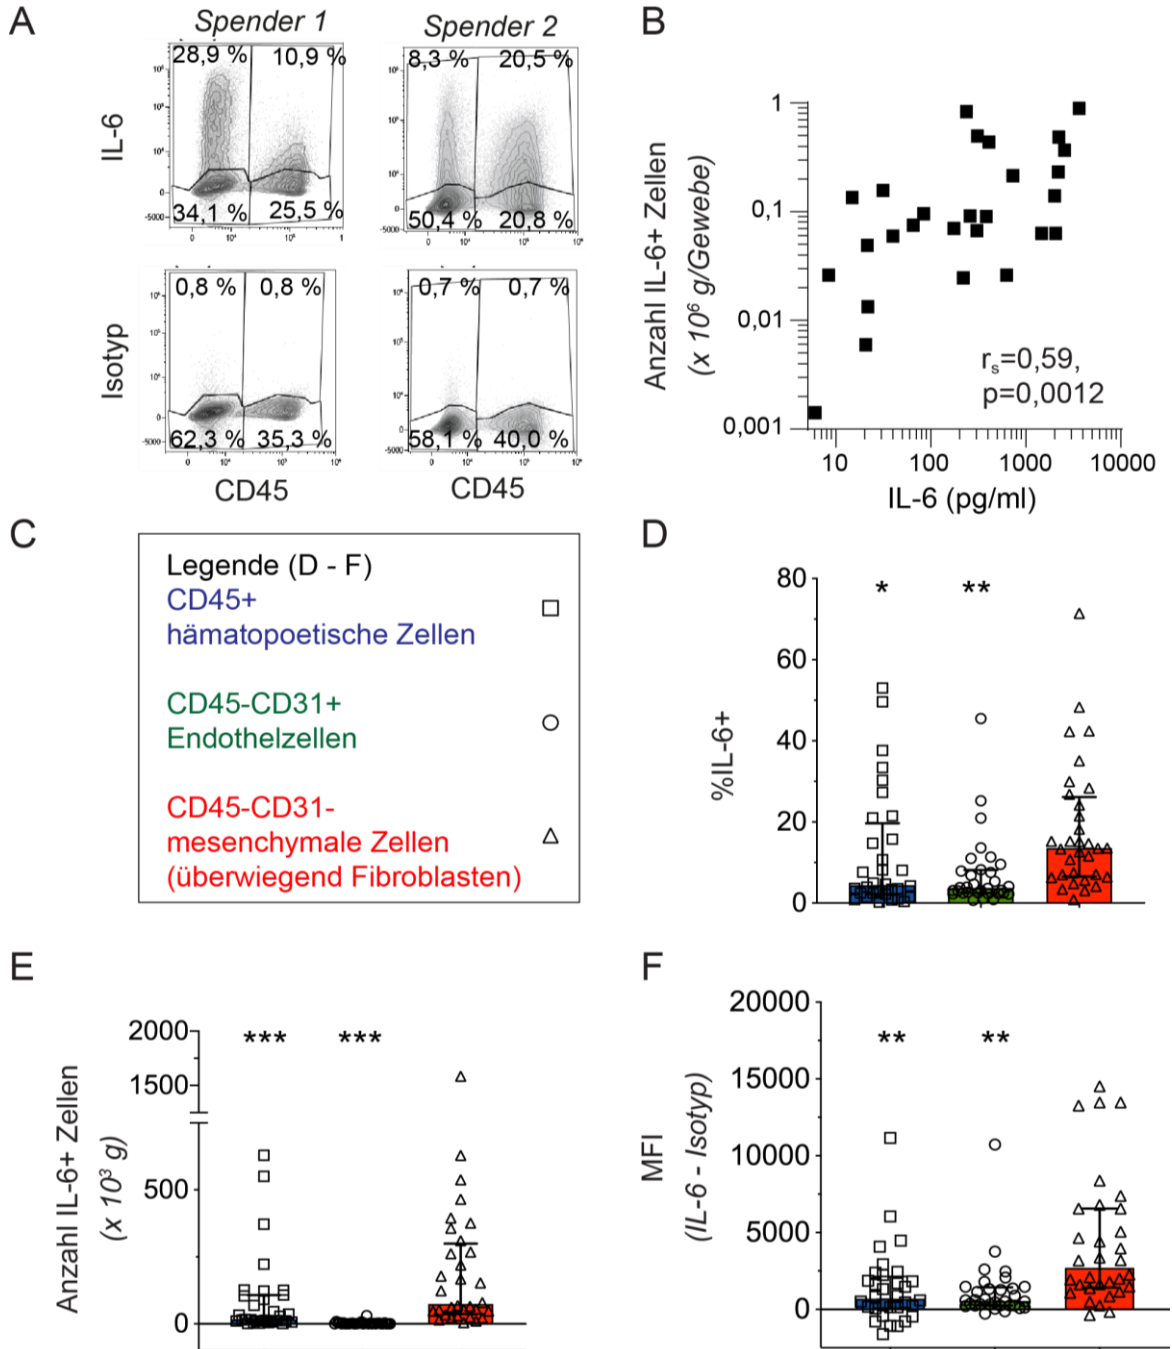 A
Spender 1
Spender 2
28,9 %
10,9 %
8,3 %
20,5 %
IL-6
34,1 %
25,5 %
50,4 %
20,8 %
0,8 %
0,8 %
0,7 %
0,7 %
Isotyp
62,3 %
35,3 %
58,1 %
40,0 %
CD45
CD45
B
Anzahl IL-6+ Zellen
(x 10⁶ g/Gewebe)
1
0,1
0,01
0,001
rₛ=0,59,
p=0,0012
10
100
1000
10000
IL-6 (pg/ml)
C
Legende (D - F)
CD45+
hämatopoetische Zellen
CD45-CD31+
Endothelzellen
CD45-CD31-
mesenchymale Zellen
(überwiegend Fibroblasten)
D
%IL-6+
80
60
40
20
0
*
**
E
Anzahl IL-6+ Zellen
(x 10³ g)
2000
1500
500
0
***
***
F
MFI
(IL-6 - Isotyp)
20000
15000
10000
5000
0
**
**